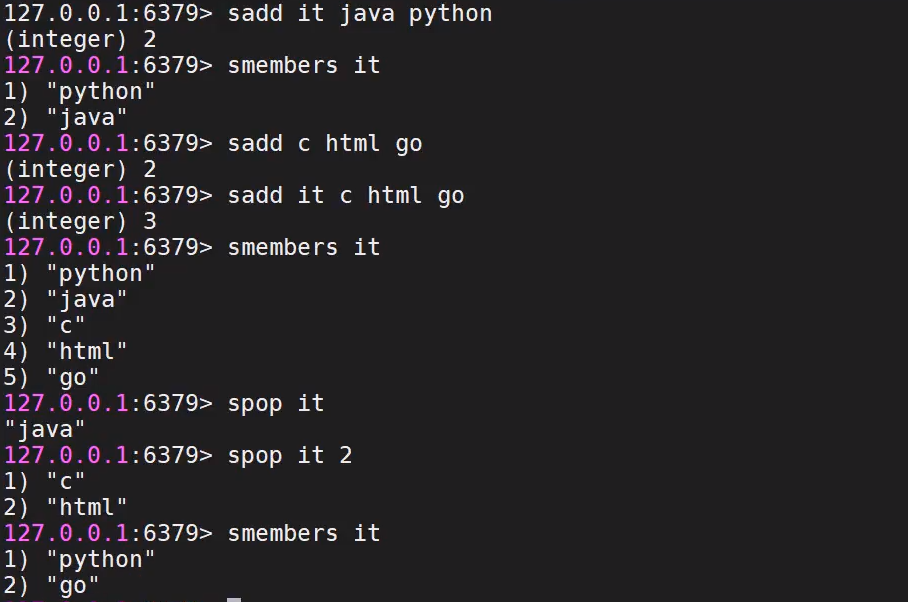 127.0.0.1:6379> sadd it java python
(integer) 2
127.0.0.1:6379> smembers it
1) "python"
2) "java"
127.0.0.1:6379> sadd c html go
(integer) 2
127.0.0.1:6379> sadd it c html go
(integer) 3
127.0.0.1:6379> smembers it
1) "python"
2) "java"
3) "c"
4) "html"
5) "go"
127.0.0.1:6379> spop it
"java"
127.0.0.1:6379> spop it 2
1) "c"
2) "html"
127.0.0.1:6379> smembers it
1) "python"
2) "go"